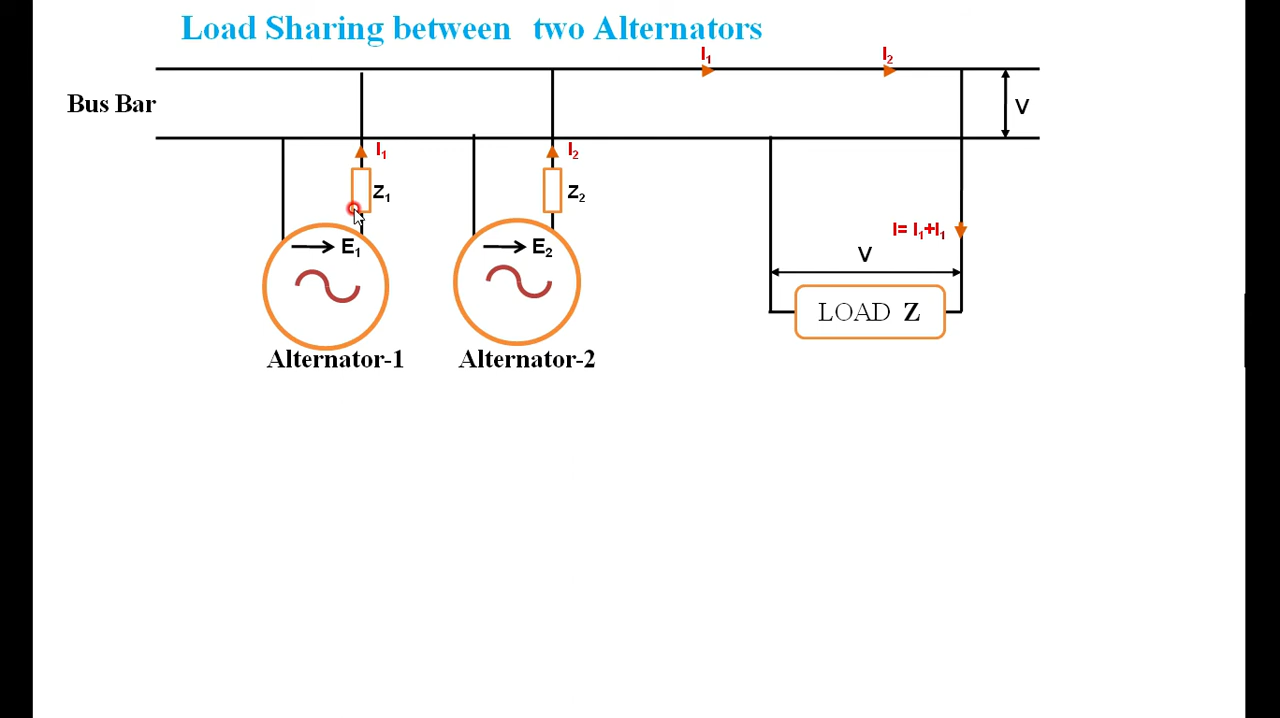 Load Sharing between two Alternators
I₁ I₂
Bus Bar
V
I₁ I₂
Z₁ Z₂
I= I₁+I₁
E₁ E₂
V
LOAD Z
Alternator-1 Alternator-2